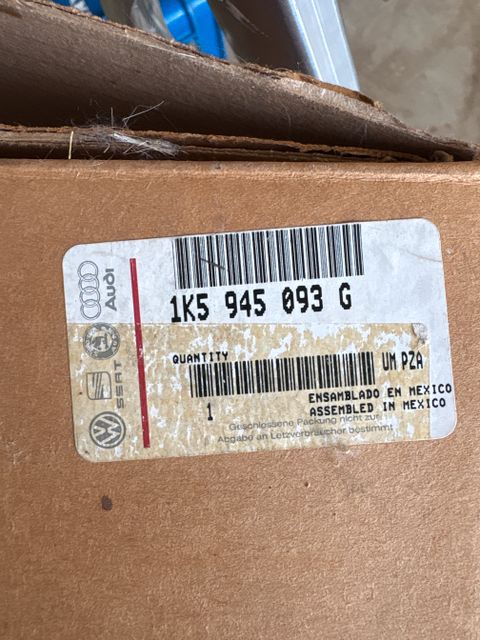 Audi
SEAT
1K5 945 093 G
QUANTITY
UM PZA
1
ENSAMBLADO EN MEXICO
ASSEMBLED IN MEXICO
Geschlossene Packung nicht zur
Abgabe an Letzverbraucher bestimmt